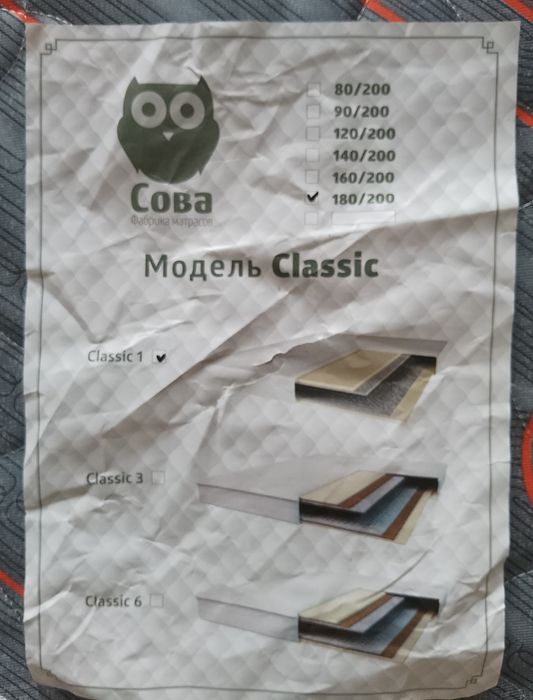 80/200
90/200
120/200
140/200
160/200
180/200
Сова
Фабрика матрасов
Модель Classic
Classic 1
Classic 3
Classic 6